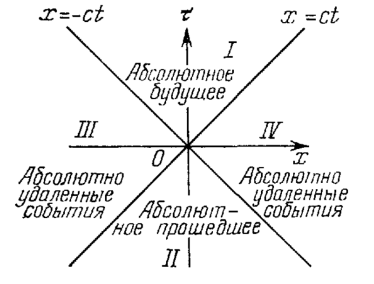 x=-ct
τ
x=ct
I
Абсолютное
будущее
III
IV
O
x
Абсолютно
удаленные
события
Абсолют-
ное прошедшее
Абсолютно
удаленные
события
II